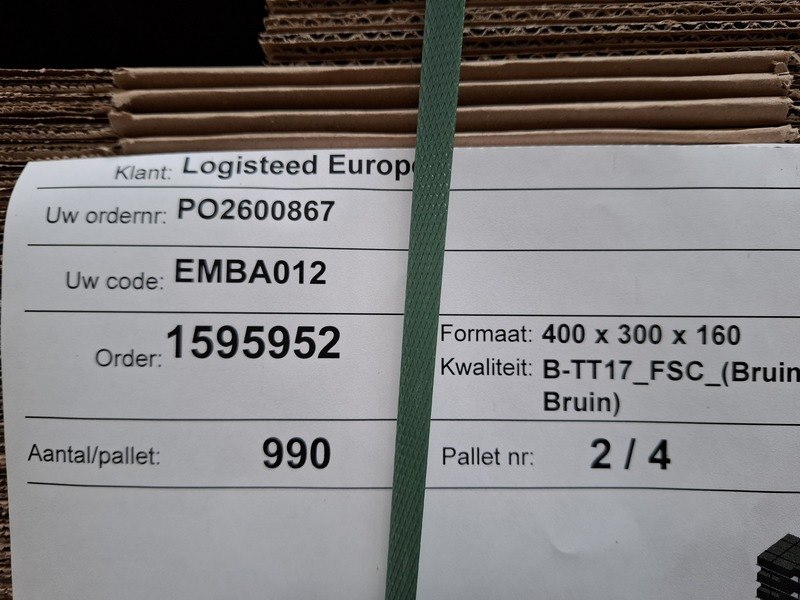 Klant: Logisteed Europe
Uw ordernr: PO2600867
Uw code: EMBA012
Order: 1595952
Formaat: 400 x 300 x 160
Kwaliteit: B-TT17_FSC_(Bruin
Bruin)
Aantal/pallet: 990
Pallet nr: 2 / 4